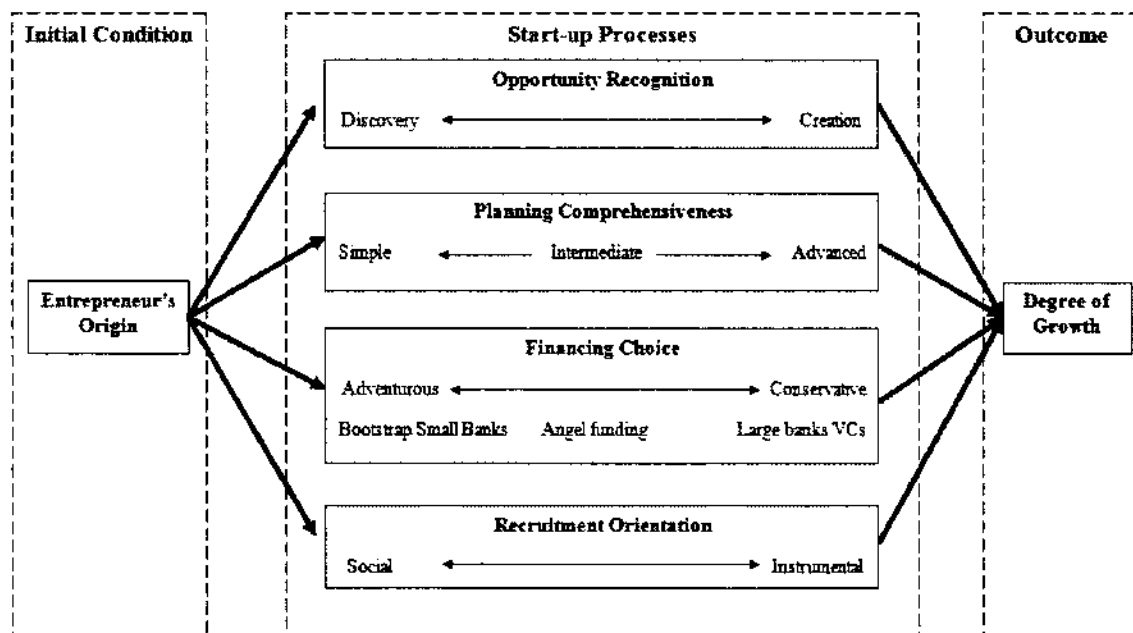 Initial Condition
Start-up Processes
Outcome
Opportunity Recognition
Discovery
Creation
Planning Comprehensiveness
Simple
Intermediate
Advanced
Entrepreneur's
Origin
Degree of
Growth
Financing Choice
Adventurous
Conservative
Bootstrap Small Banks
Angel funding
Large banks VCs
Recruitment Orientation
Social
Instrumental